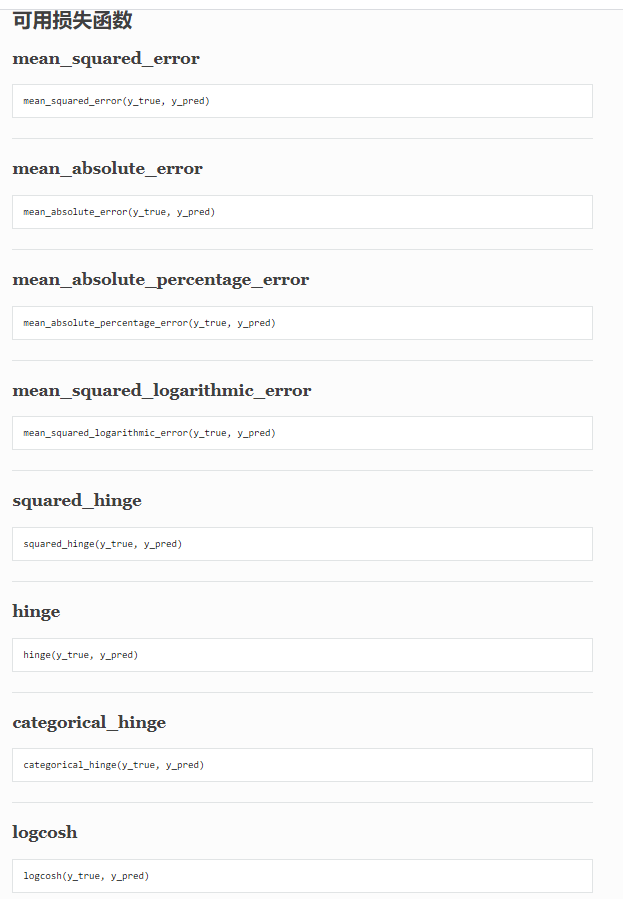 可用损失函数
mean_squared_error
mean_squared_error(y_true, y_pred)
mean_absolute_error
mean_absolute_error(y_true, y_pred)
mean_absolute_percentage_error
mean_absolute_percentage_error(y_true, y_pred)
mean_squared_logarithmic_error
mean_squared_logarithmic_error(y_true, y_pred)
squared_hinge
squared_hinge(y_true, y_pred)
hinge
hinge(y_true, y_pred)
categorical_hinge
categorical_hinge(y_true, y_pred)
logcosh
logcosh(y_true, y_pred)